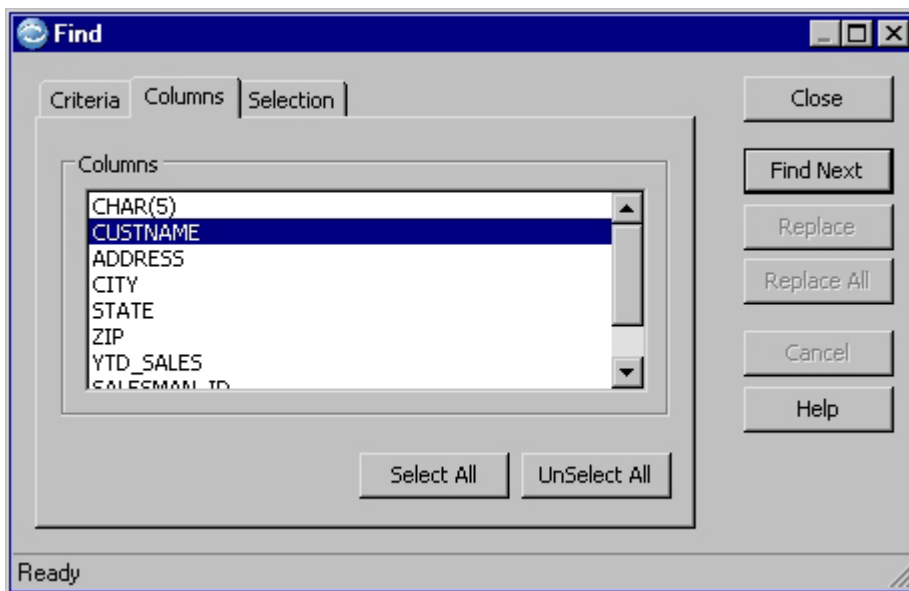 Find
Criteria Columns Selection
Columns
CHAR(5)
CUSTNAME
ADDRESS
CITY
STATE
ZIP
YTD_SALES
SALESMAN_ID
Select All UnSelect All
Close
Find Next
Replace
Replace All
Cancel
Help
Ready